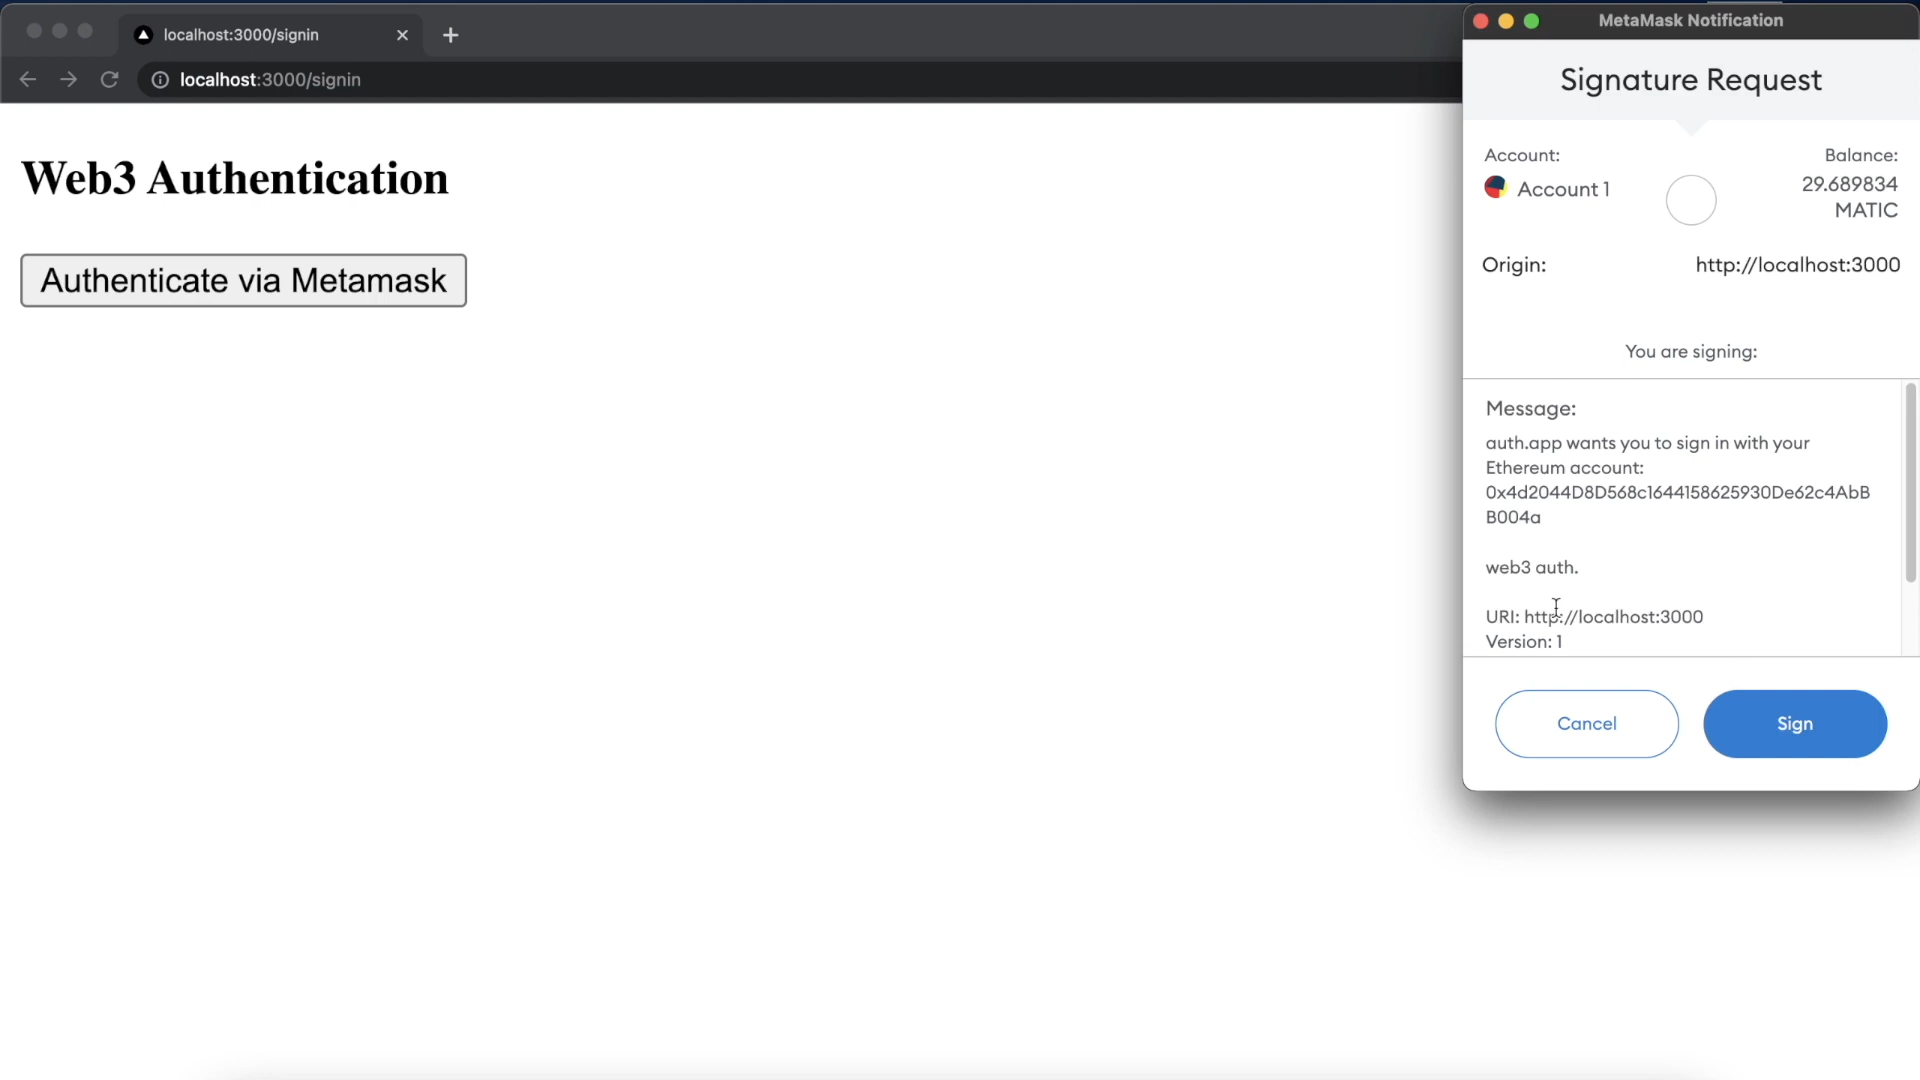 localhost:3000/signin
localhost:3000/signin
Web3 Authentication
Authenticate via Metamask
MetaMask Notification
Signature Request
Account:
Balance:
Account 1
29.689834
MATIC
Origin:
http://localhost:3000
You are signing:
Message:
auth.app wants you to sign in with your
Ethereum account:
0x4d2044D8D568c1644158625930De62c4AbB
B004a
web3 auth.
URI: http://localhost:3000
Version: 1
Cancel
Sign